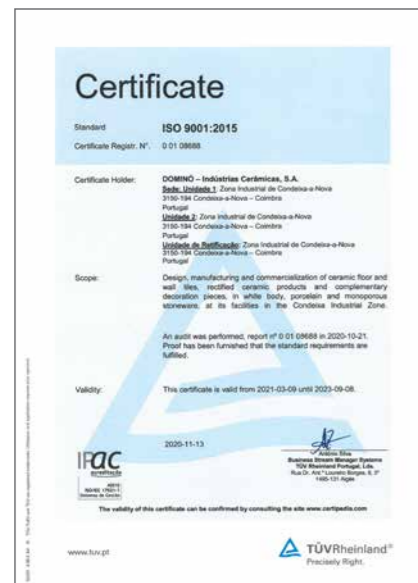 Certificate
Standard ISO 9001:2015
Certificate Registr. N°. 0 01 08688
Certificate Holder: DOMINÓ – Indústrias Cerâmicas, S.A.
Sede: Unidade 1: Zona Industrial de Condeixa-a-Nova
3150-194 Condeixa-a-Nova – Coimbra
Portugal
Unidade 2: Zona Industrial de Condeixa-a-Nova
3150-194 Condeixa-a-Nova – Coimbra
Portugal
Unidade de Retificação: Zona Industrial de Condeixa-a-Nova
3150-194 Condeixa-a-Nova – Coimbra
Portugal
Scope: Design, manufacturing and commercialization of ceramic floor and
wall tiles, rectified ceramic products and complementary
decoration pieces, in white body, porcelain and monoporous
stoneware, at its facilities in the Condeixa Industrial Zone.
An audit was performed, report nº 0 01 08688 in 2020-10-21.
Proof has been furnished that the standard requirements are
fulfilled.
Validity: This certificate is valid from 2021-03-09 until 2023-09-08.
2020-11-13
António Silva
Business Stream Manager Systems
TÜV Rheinland Portugal, Lda.
IPAC
acreditação
ISO/IEC 17021-1
The validity of this certificate can be confirmed by consulting the site www.certipedia.com
www.tuv.pt
TÜVRheinland®
Precisely Right.